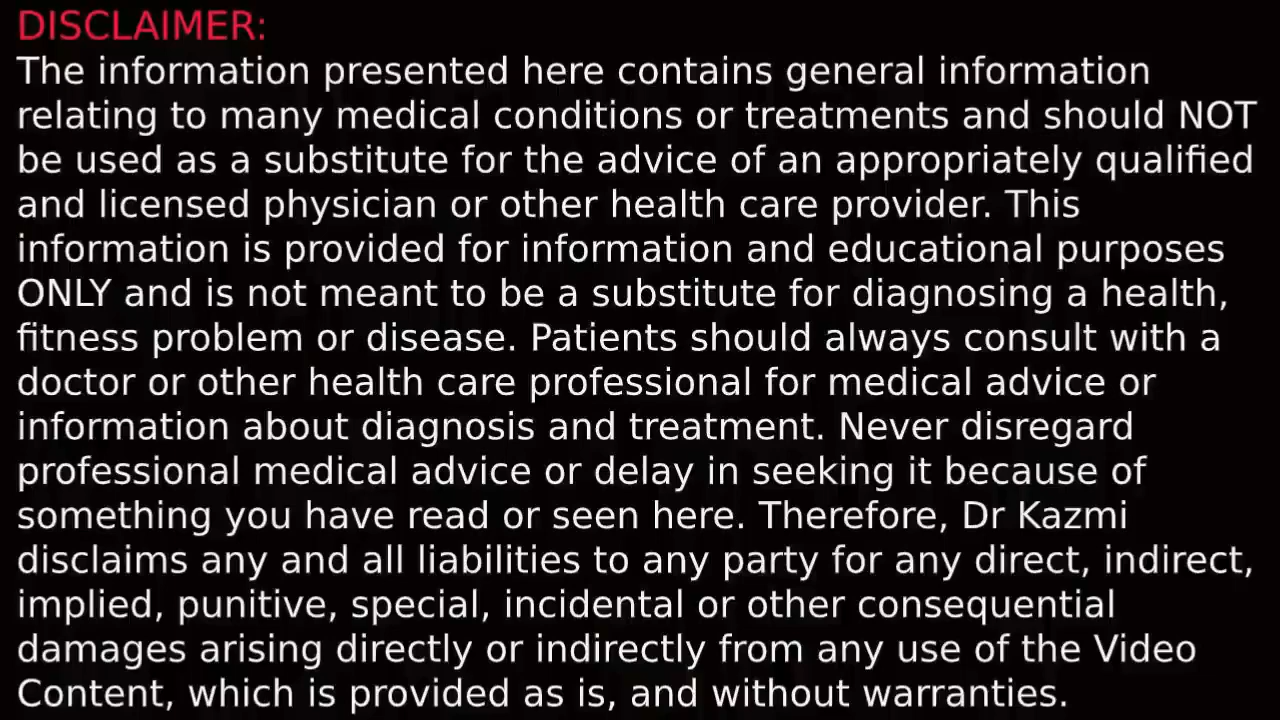 DISCLAIMER:
The information presented here contains general information
relating to many medical conditions or treatments and should NOT
be used as a substitute for the advice of an appropriately qualified
and licensed physician or other health care provider. This
information is provided for information and educational purposes
ONLY and is not meant to be a substitute for diagnosing a health,
fitness problem or disease. Patients should always consult with a
doctor or other health care professional for medical advice or
information about diagnosis and treatment. Never disregard
professional medical advice or delay in seeking it because of
something you have read or seen here. Therefore, Dr Kazmi
disclaims any and all liabilities to any party for any direct, indirect,
implied, punitive, special, incidental or other consequential
damages arising directly or indirectly from any use of the Video
Content, which is provided as is, and without warranties.